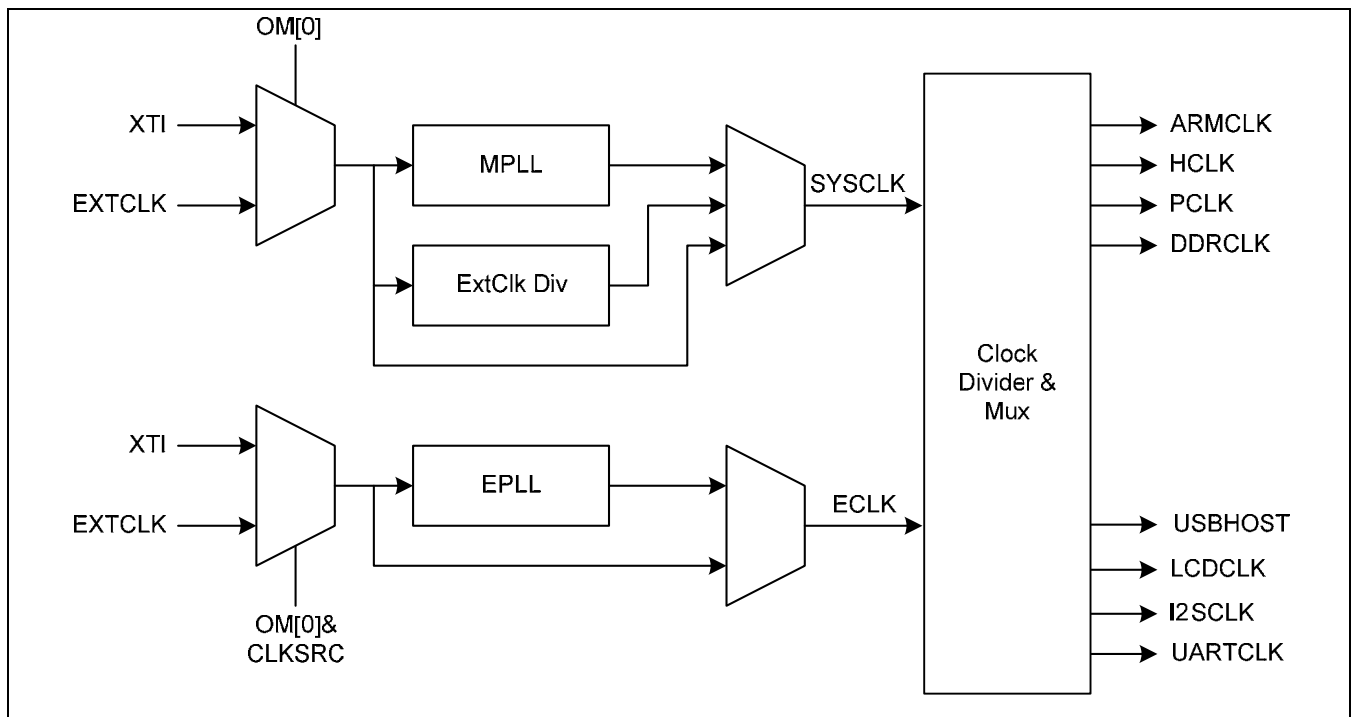 OM[0]
XTI
EXTCLK
MPLL
ExtClk Div
SYSCLK
ARMCLK
HCLK
PCLK
DDRCLK
Clock
Divider &
Mux
XTI
EXTCLK
EPLL
ECLK
OM[0]&
CLKSRC
USBHOST
LCDCLK
I2SCLK
UARTCLK